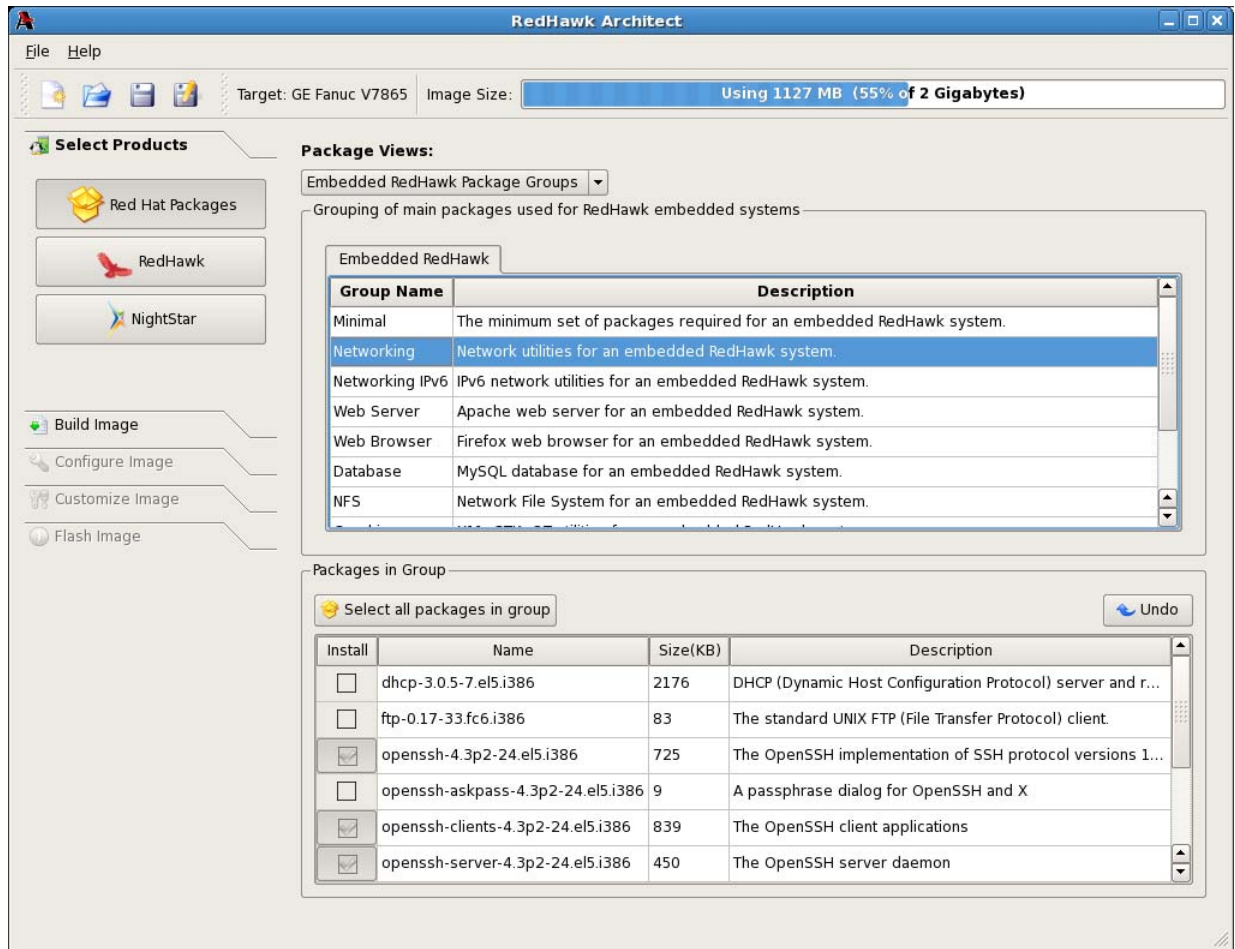 RedHawk Architect
File Help
Target: GE Fanuc V7865 Image Size: Using 1127 MB (55% of 2 Gigabytes)
Select Products
Red Hat Packages
RedHawk
NightStar
Build Image
Configure Image
Customize Image
Flash Image
Package Views:
Embedded RedHawk Package Groups
Grouping of main packages used for RedHawk embedded systems
Embedded RedHawk
Group Name Description
Minimal The minimum set of packages required for an embedded RedHawk system.
Networking Network utilities for an embedded RedHawk system.
Networking IPv6 IPv6 network utilities for an embedded RedHawk system.
Web Server Apache web server for an embedded RedHawk system.
Web Browser Firefox web browser for an embedded RedHawk system.
Database MySQL database for an embedded RedHawk system.
NFS Network File System for an embedded RedHawk system.
Packages in Group
Select all packages in group Undo
Install Name Size(KB) Description
dhcp-3.0.5-7.el5.i386 2176 DHCP (Dynamic Host Configuration Protocol) server and r...
ftp-0.17-33.fc6.i386 83 The standard UNIX FTP (File Transfer Protocol) client.
openssh-4.3p2-24.el5.i386 725 The OpenSSH implementation of SSH protocol versions 1...
openssh-askpass-4.3p2-24.el5.i386 9 A passphrase dialog for OpenSSH and X
openssh-clients-4.3p2-24.el5.i386 839 The OpenSSH client applications
openssh-server-4.3p2-24.el5.i386 450 The OpenSSH server daemon